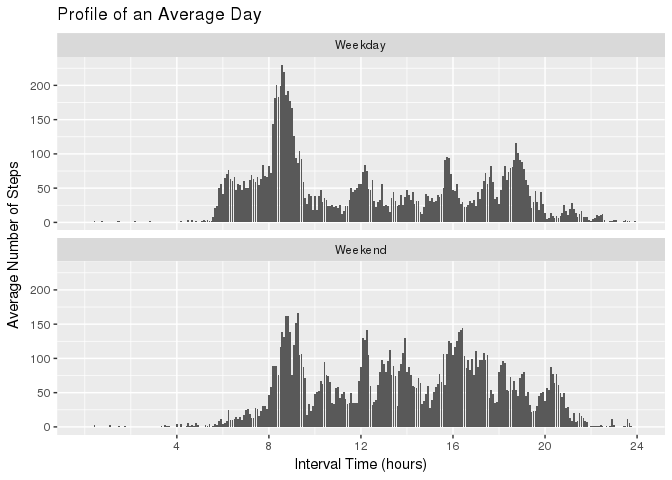 Profile of an Average Day
Weekday
200
150
100
50
0
Weekend
200
150
100
50
0
4 8 12 16 20 24
Interval Time (hours)
Average Number of Steps